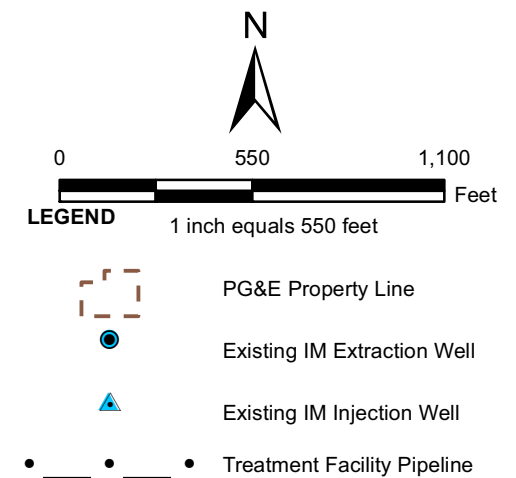 N
0 550 1,100
Feet
LEGEND
1 inch equals 550 feet
PG&E Property Line
Existing IM Extraction Well
Existing IM Injection Well
Treatment Facility Pipeline